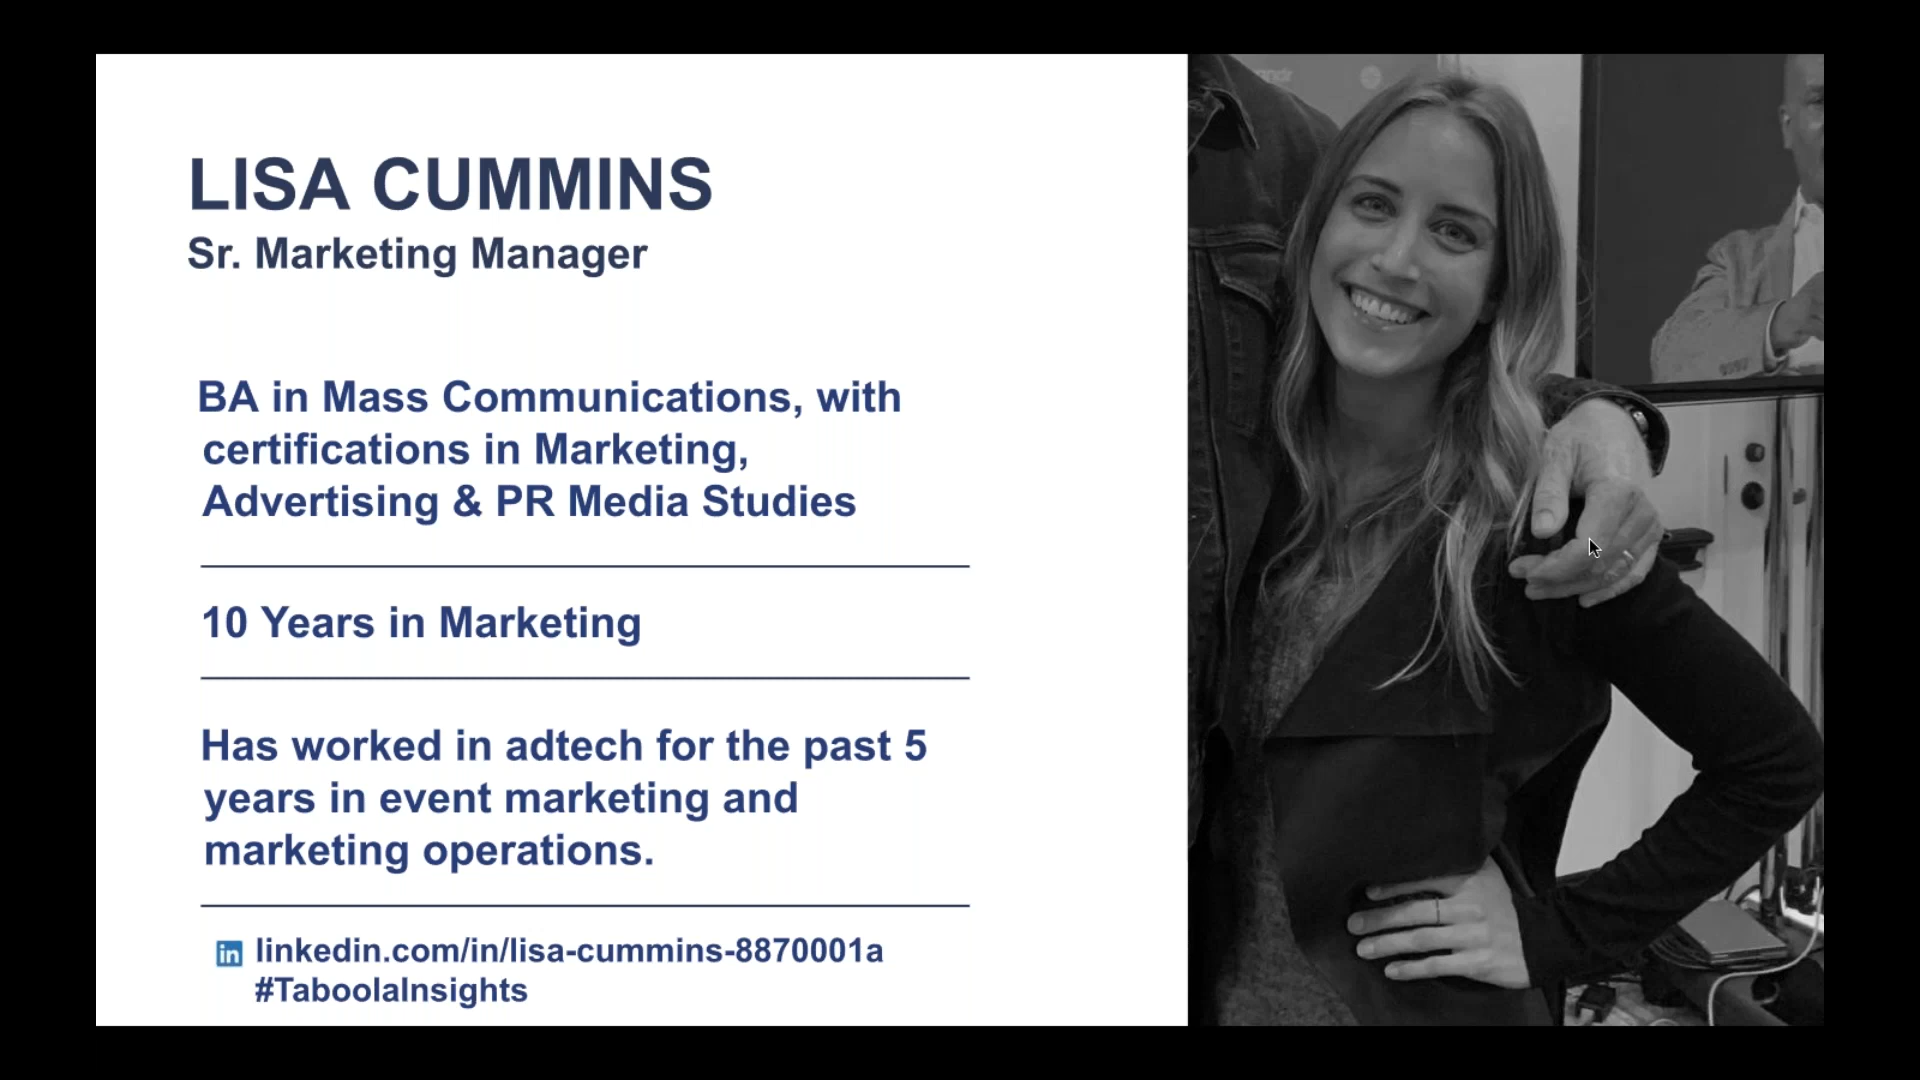 LISA CUMMINS
Sr. Marketing Manager
BA in Mass Communications, with
certifications in Marketing,
Advertising & PR Media Studies
10 Years in Marketing
Has worked in adtech for the past 5
years in event marketing and
marketing operations.
in linkedin.com/in/lisa-cummins-8870001a
#TaboolaInsights